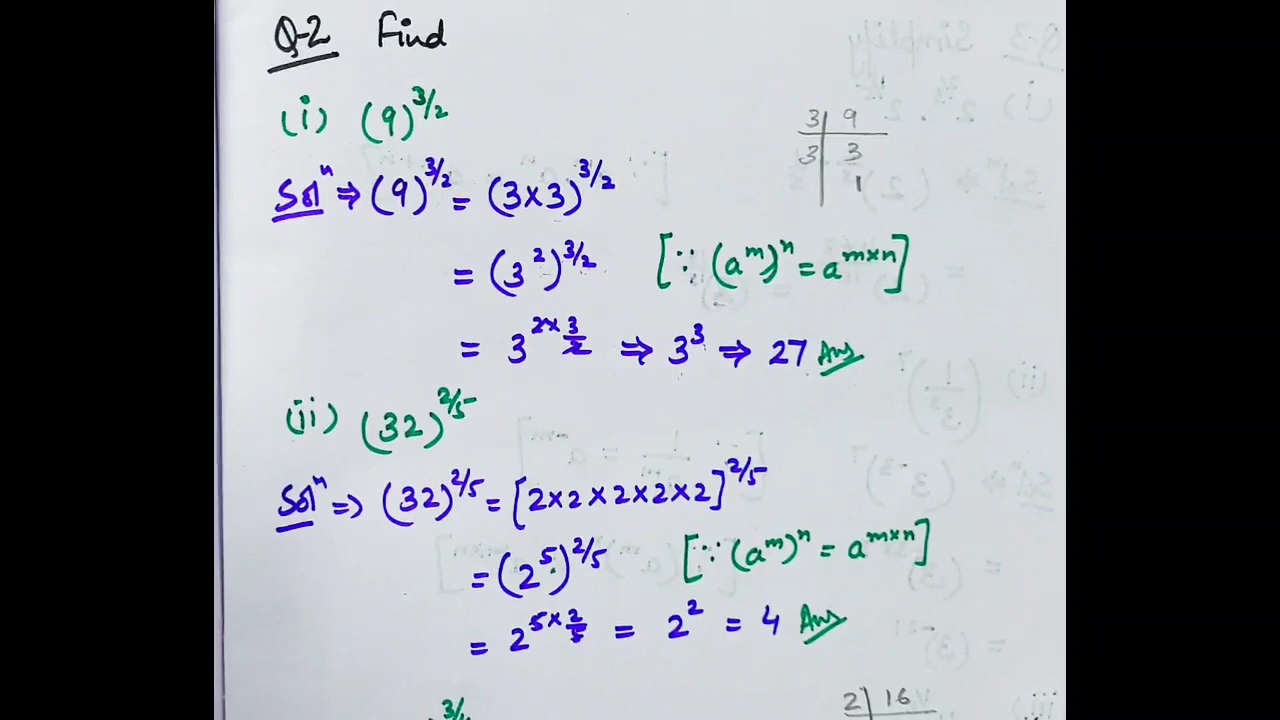 Q-2 Find
(i) (9)^3/2
3 | 9
3 | 3
1
Solⁿ ⇒ (9)^3/2 = (3×3)^3/2
= (3^2)^3/2 [∵ (a^m)^n = a^m×n]
= 3^2×3/2 ⇒ 3^3 ⇒ 27 Ans
(ii) (32)^2/5
Solⁿ ⇒ (32)^2/5 = [2×2×2×2×2]^2/5
= (2^5)^2/5 [∵ (a^m)^n = a^m×n]
= 2^5×2/5 = 2^2 = 4 Ans
2 | 16